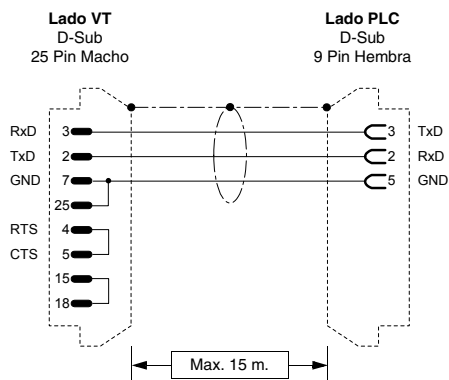 Lado VT
D-Sub
25 Pin Macho
Lado PLC
D-Sub
9 Pin Hembra
RxD 3
3 TxD
TxD 2
2 RxD
GND 7
5 GND
25
RTS 4
CTS 5
15
18
Max. 15 m.